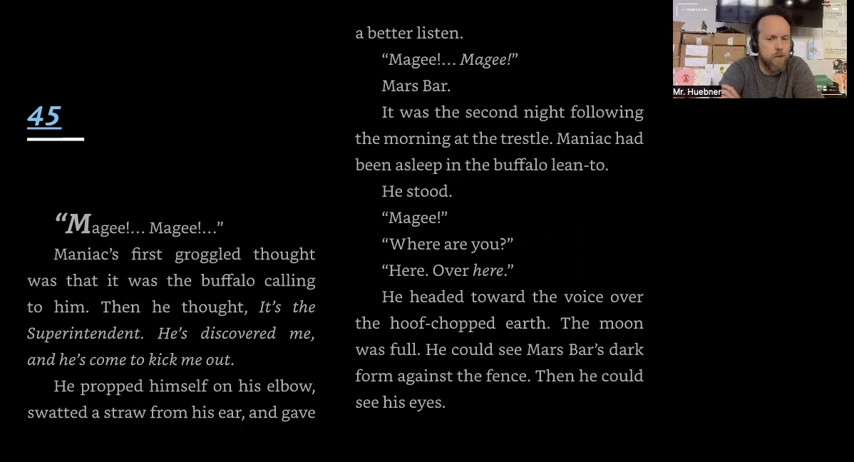 45
“Magee!… Magee!…”
Maniac’s first groggled thought
was that it was the buffalo calling
to him. Then he thought, It’s the
Superintendent. He’s discovered me,
and he’s come to kick me out.
He propped himself on his elbow,
swatted a straw from his ear, and gave
a better listen.
“Magee!… Magee!”
Mars Bar.
It was the second night following
the morning at the trestle. Maniac had
been asleep in the buffalo lean-to.
He stood.
“Magee!”
“Where are you?”
“Here. Over here.”
He headed toward the voice over
the hoof-chopped earth. The moon
was full. He could see Mars Bar’s dark
form against the fence. Then he could
see his eyes.
Mr. Huebner